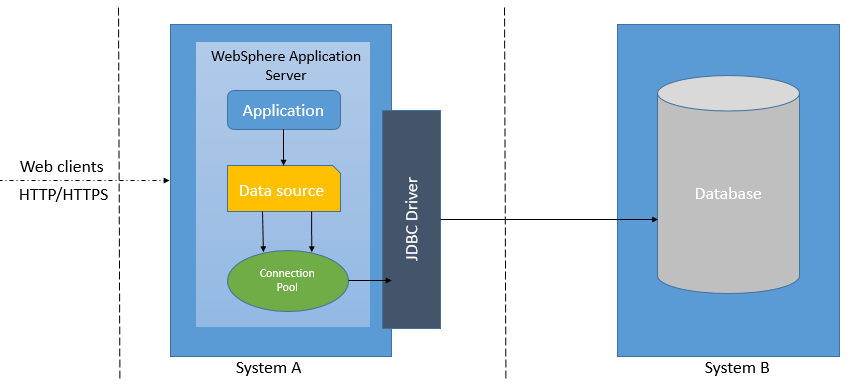 WebSphere Application
Server
Application
Web clients
HTTP/HTTPS
Data source
Connection
Pool
JDBC Driver
Database
System A
System B